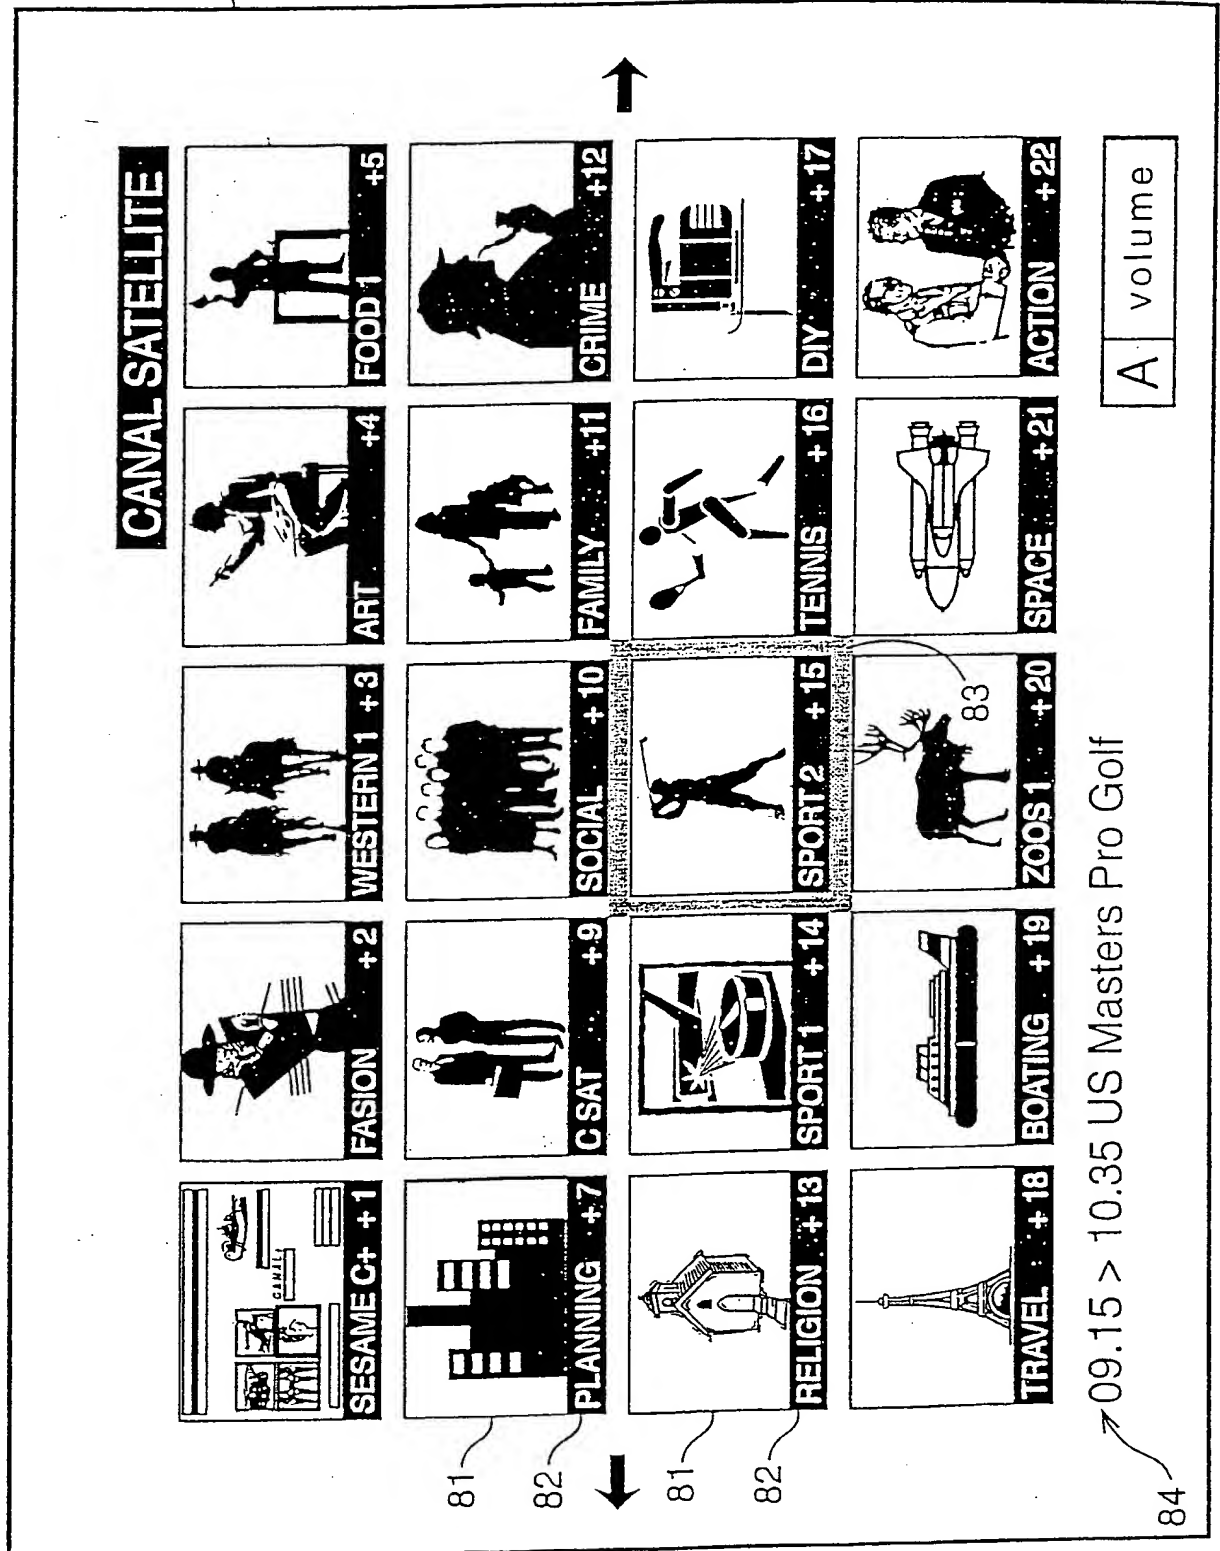 CANAL SATELLITE
SESAME C+ +1
FASION +2
WESTERN 1 +3
ART +4
FOOD 1 +5
PLANNING +7
C SAT +9
SOCIAL +10
FAMILY +11
CRIME +12
RELIGION +13
SPORT 1 +14
SPORT 2 +15
TENNIS +16
DIY +17
TRAVEL +18
BOATING +19
ZOOS 1 +20
SPACE +21
ACTION +22
81
82
81
82
83
84
09.15 > 10.35 US Masters Pro Golf
A volume